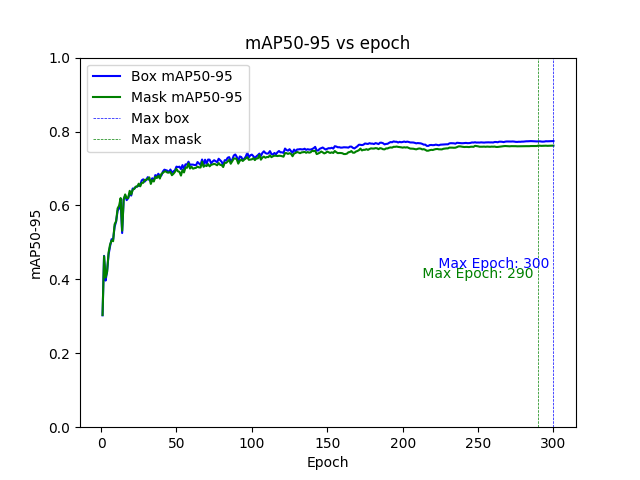 mAP50-95 vs epoch
Box mAP50-95
Mask mAP50-95
Max box
Max mask
mAP50-95
1.0
0.8
0.6
0.4
0.2
0.0
Max Epoch: 300
Max Epoch: 290
0 50 100 150 200 250 300
Epoch